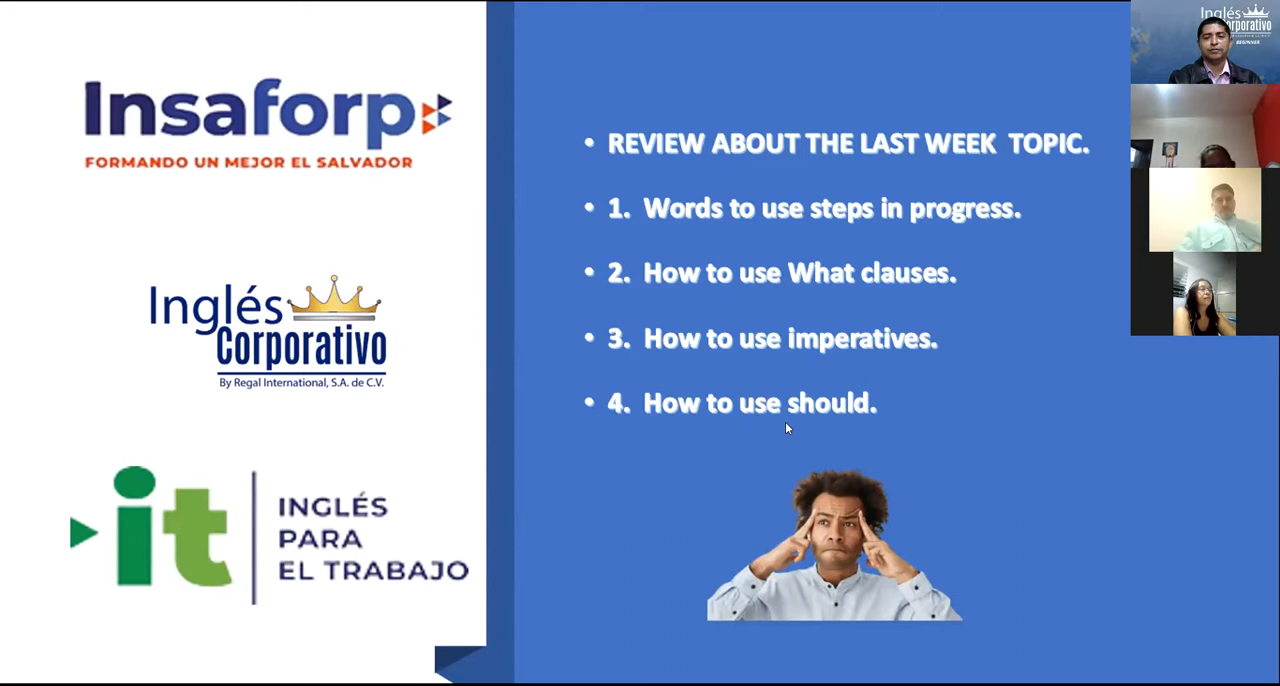 Insaforp
FORMANDO UN MEJOR EL SALVADOR
Inglés
Corporativo
By Regal International, S.A. de C.V.
it
INGLÉS
PARA
EL TRABAJO
• REVIEW ABOUT THE LAST WEEK TOPIC.
• 1. Words to use steps in progress.
• 2. How to use What clauses.
• 3. How to use imperatives.
• 4. How to use should.
Inglés
orporativo
BEGINNER